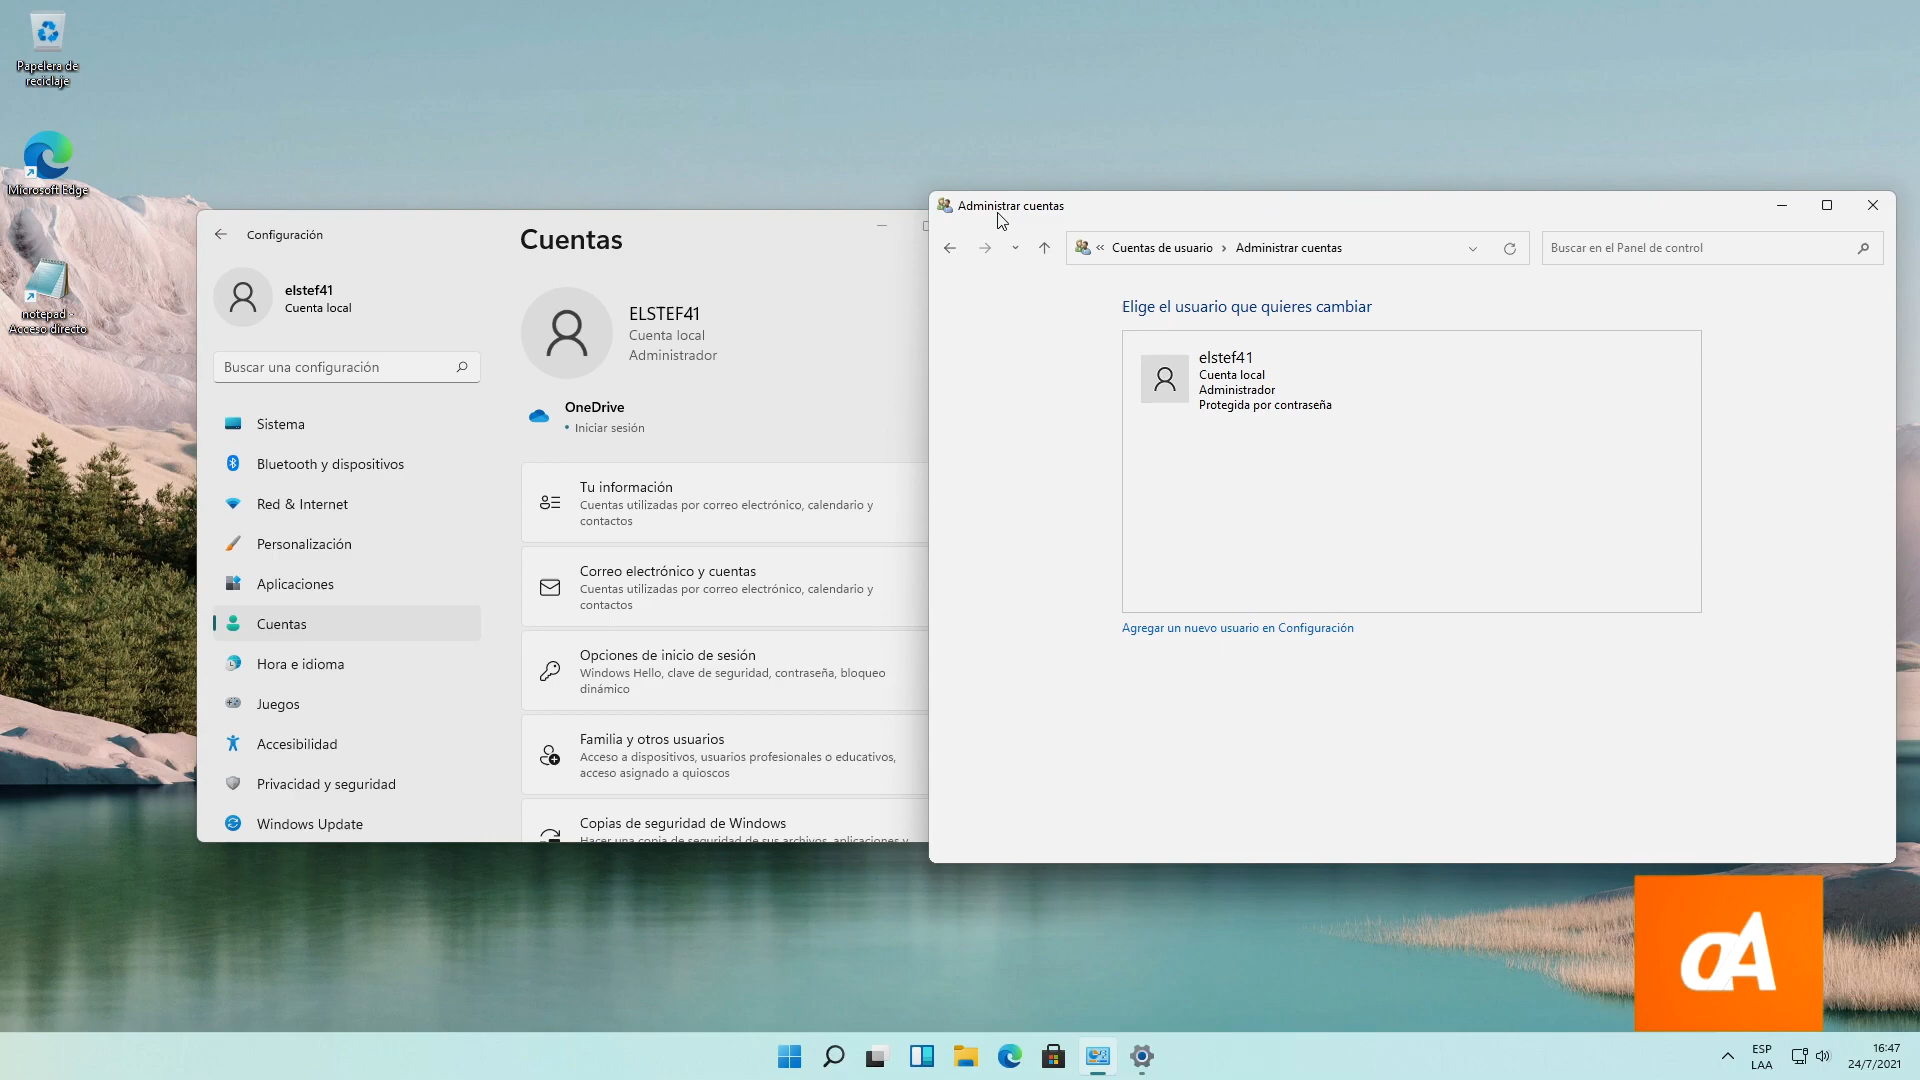 Papelera de
reciclaje
Microsoft Edge
notepad -
Acceso directo
Configuración
elstef41
Cuenta local
Buscar una configuración
Sistema
Bluetooth y dispositivos
Red & Internet
Personalización
Aplicaciones
Cuentas
Hora e idioma
Juegos
Accesibilidad
Privacidad y seguridad
Windows Update
Cuentas
ELSTEF41
Cuenta local
Administrador
OneDrive
• Iniciar sesión
Tu información
Cuentas utilizadas por correo electrónico, calendario y
contactos
Correo electrónico y cuentas
Cuentas utilizadas por correo electrónico, calendario y
contactos
Opciones de inicio de sesión
Windows Hello, clave de seguridad, contraseña, bloqueo
dinámico
Familia y otros usuarios
Acceso a dispositivos, usuarios profesionales o educativos,
acceso asignado a quioscos
Copias de seguridad de Windows
Hacer una copia de seguridad de sus archivos, aplicaciones y
Administrar cuentas
« Cuentas de usuario › Administrar cuentas
Buscar en el Panel de control
Elige el usuario que quieres cambiar
elstef41
Cuenta local
Administrador
Protegida por contraseña
Agregar un nuevo usuario en Configuración
aA
ESP
LAA
16:47
24/7/2021